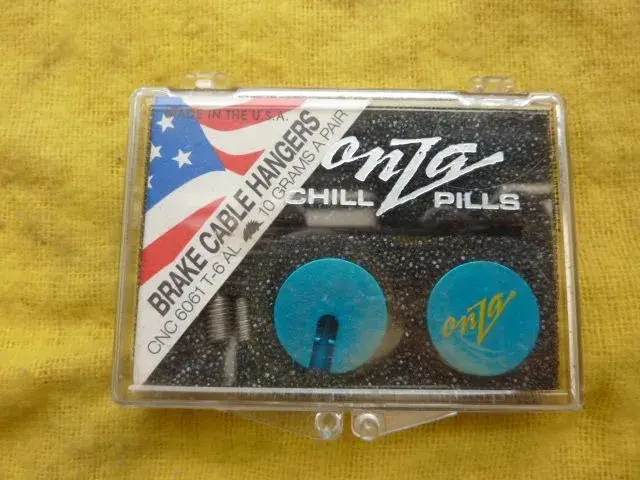 MADE IN THE U.S.A.
BRAKE CABLE HANGERS
CNC 6061 T-6 AL 10 GRAMS A PAIR
onza
CHILL PILLS
onza